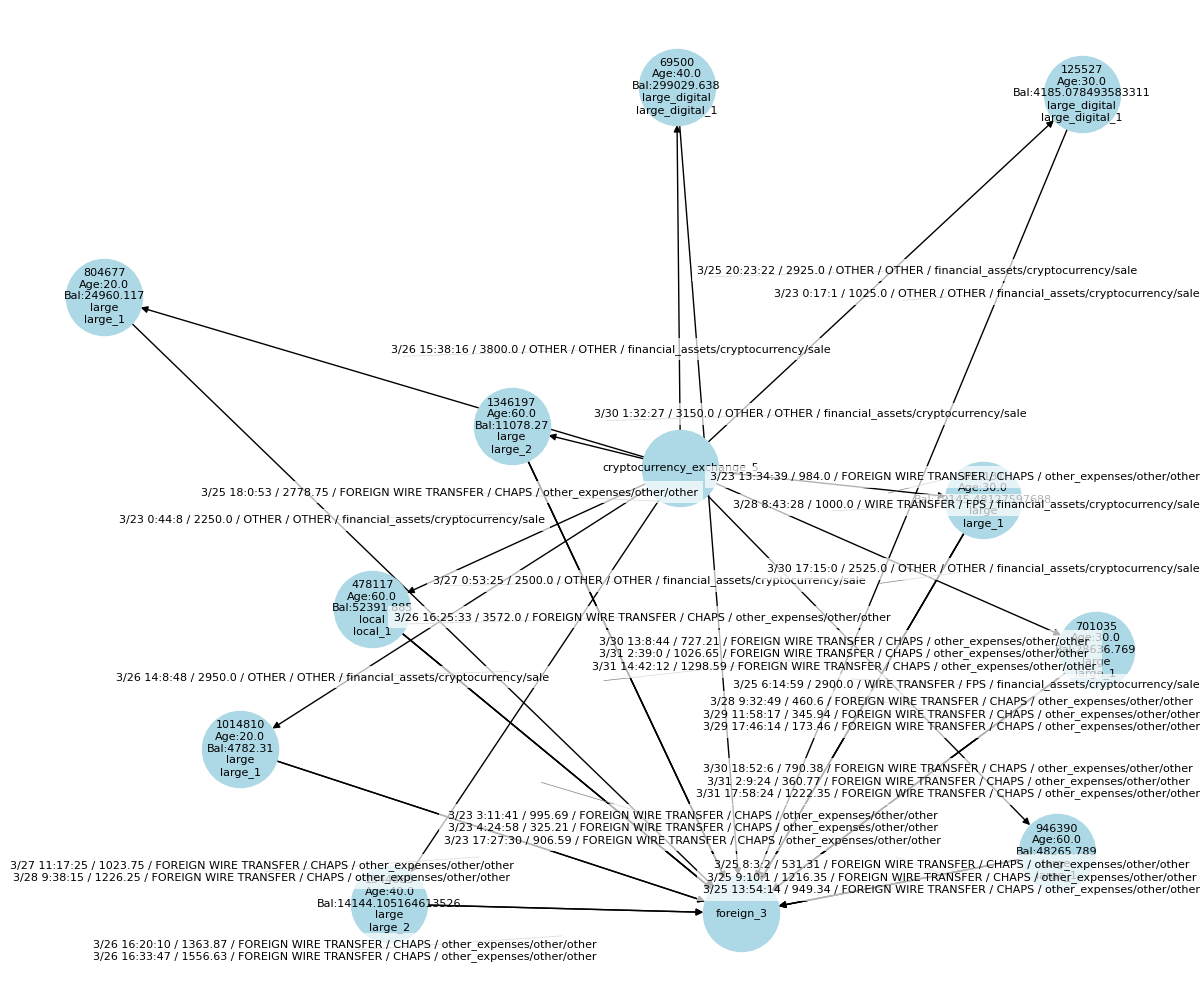 69500
Age:40.0
Bal:299029.638
large_digital
large_digital_1
125527
Age:30.0
Bal:4185.078493583311
large_digital
large_digital_1
3/25 20:23:22 / 2925.0 / OTHER / OTHER / financial_assets/cryptocurrency/sale
3/23 0:17:1 / 1025.0 / OTHER / OTHER / financial_assets/cryptocurrency/sale
804677
Age:20.0
Bal:24960.117
large
large_1
3/26 15:38:16 / 3800.0 / OTHER / OTHER / financial_assets/cryptocurrency/sale
1346197
Age:60.0
Bal:11078.27
large
large_2
3/30 1:32:27 / 3150.0 / OTHER / OTHER / financial_assets/cryptocurrency/sale
cryptocurrency_exchange_5
3/23 13:34:39 / 984.0 / FOREIGN WIRE TRANSFER / CHAPS / other_expenses/other/other
Age:30.0
large
large_1
3/25 18:0:53 / 2778.75 / FOREIGN WIRE TRANSFER / CHAPS / other_expenses/other/other
3/28 8:43:28 / 1000.0 / WIRE TRANSFER / FPS / financial_assets/cryptocurrency/sale
3/23 0:44:8 / 2250.0 / OTHER / OTHER / financial_assets/cryptocurrency/sale
3/30 17:15:0 / 2525.0 / OTHER / OTHER / financial_assets/cryptocurrency/sale
3/27 0:53:25 / 2500.0 / OTHER / OTHER / financial_assets/cryptocurrency/sale
478117
Age:60.0
Bal:52391.885
local
local_1
3/26 16:25:33 / 3572.0 / FOREIGN WIRE TRANSFER / CHAPS / other_expenses/other/other
701035
Age:30.0
large
large_1
3/30 13:8:44 / 727.21 / FOREIGN WIRE TRANSFER / CHAPS / other_expenses/other/other
3/31 2:39:0 / 1026.65 / FOREIGN WIRE TRANSFER / CHAPS / other_expenses/other/other
3/31 14:42:12 / 1298.59 / FOREIGN WIRE TRANSFER / CHAPS / other_expenses/other/other
3/26 14:8:48 / 2950.0 / OTHER / OTHER / financial_assets/cryptocurrency/sale
3/25 6:14:59 / 2900.0 / WIRE TRANSFER / FPS / financial_assets/cryptocurrency/sale
3/28 9:32:49 / 460.6 / FOREIGN WIRE TRANSFER / CHAPS / other_expenses/other/other
3/29 11:58:17 / 345.94 / FOREIGN WIRE TRANSFER / CHAPS / other_expenses/other/other
3/29 17:46:14 / 173.46 / FOREIGN WIRE TRANSFER / CHAPS / other_expenses/other/other
1014810
Age:20.0
Bal:4782.31
large
large_1
3/30 18:52:6 / 790.38 / FOREIGN WIRE TRANSFER / CHAPS / other_expenses/other/other
3/31 2:9:24 / 360.77 / FOREIGN WIRE TRANSFER / CHAPS / other_expenses/other/other
3/31 17:58:24 / 1222.35 / FOREIGN WIRE TRANSFER / CHAPS / other_expenses/other/other
3/23 3:11:41 / 995.69 / FOREIGN WIRE TRANSFER / CHAPS / other_expenses/other/other
3/23 4:24:58 / 325.21 / FOREIGN WIRE TRANSFER / CHAPS / other_expenses/other/other
3/23 17:27:30 / 906.59 / FOREIGN WIRE TRANSFER / CHAPS / other_expenses/other/other
946390
Age:60.0
Bal:48265.789
3/27 11:17:25 / 1023.75 / FOREIGN WIRE TRANSFER / CHAPS / other_expenses/other/other
3/28 9:38:15 / 1226.25 / FOREIGN WIRE TRANSFER / CHAPS / other_expenses/other/other
3/25 8:3:2 / 531.31 / FOREIGN WIRE TRANSFER / CHAPS / other_expenses/other/other
3/25 9:10:1 / 1216.35 / FOREIGN WIRE TRANSFER / CHAPS / other_expenses/other/other
3/25 13:54:14 / 949.34 / FOREIGN WIRE TRANSFER / CHAPS / other_expenses/other/other
Age:40.0
Bal:14144.105164613526
large
large_2
foreign_3
3/26 16:20:10 / 1363.87 / FOREIGN WIRE TRANSFER / CHAPS / other_expenses/other/other
3/26 16:33:47 / 1556.63 / FOREIGN WIRE TRANSFER / CHAPS / other_expenses/other/other